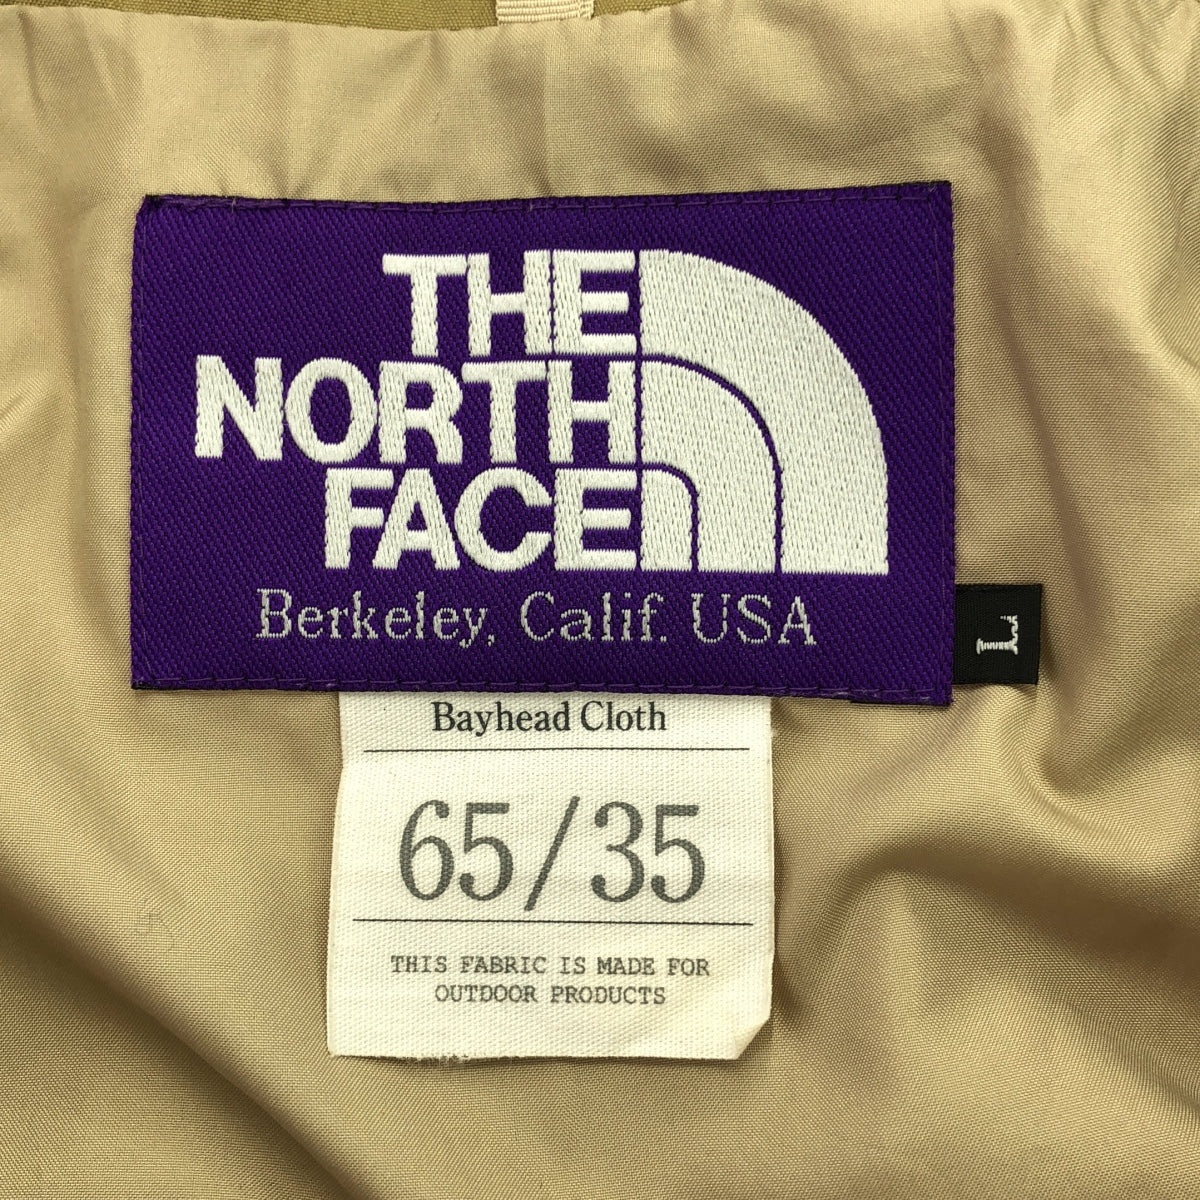 THE
NORTH
FACE
Berkeley, Calif. USA
L
Bayhead Cloth
65/35
THIS FABRIC IS MADE FOR
OUTDOOR PRODUCTS